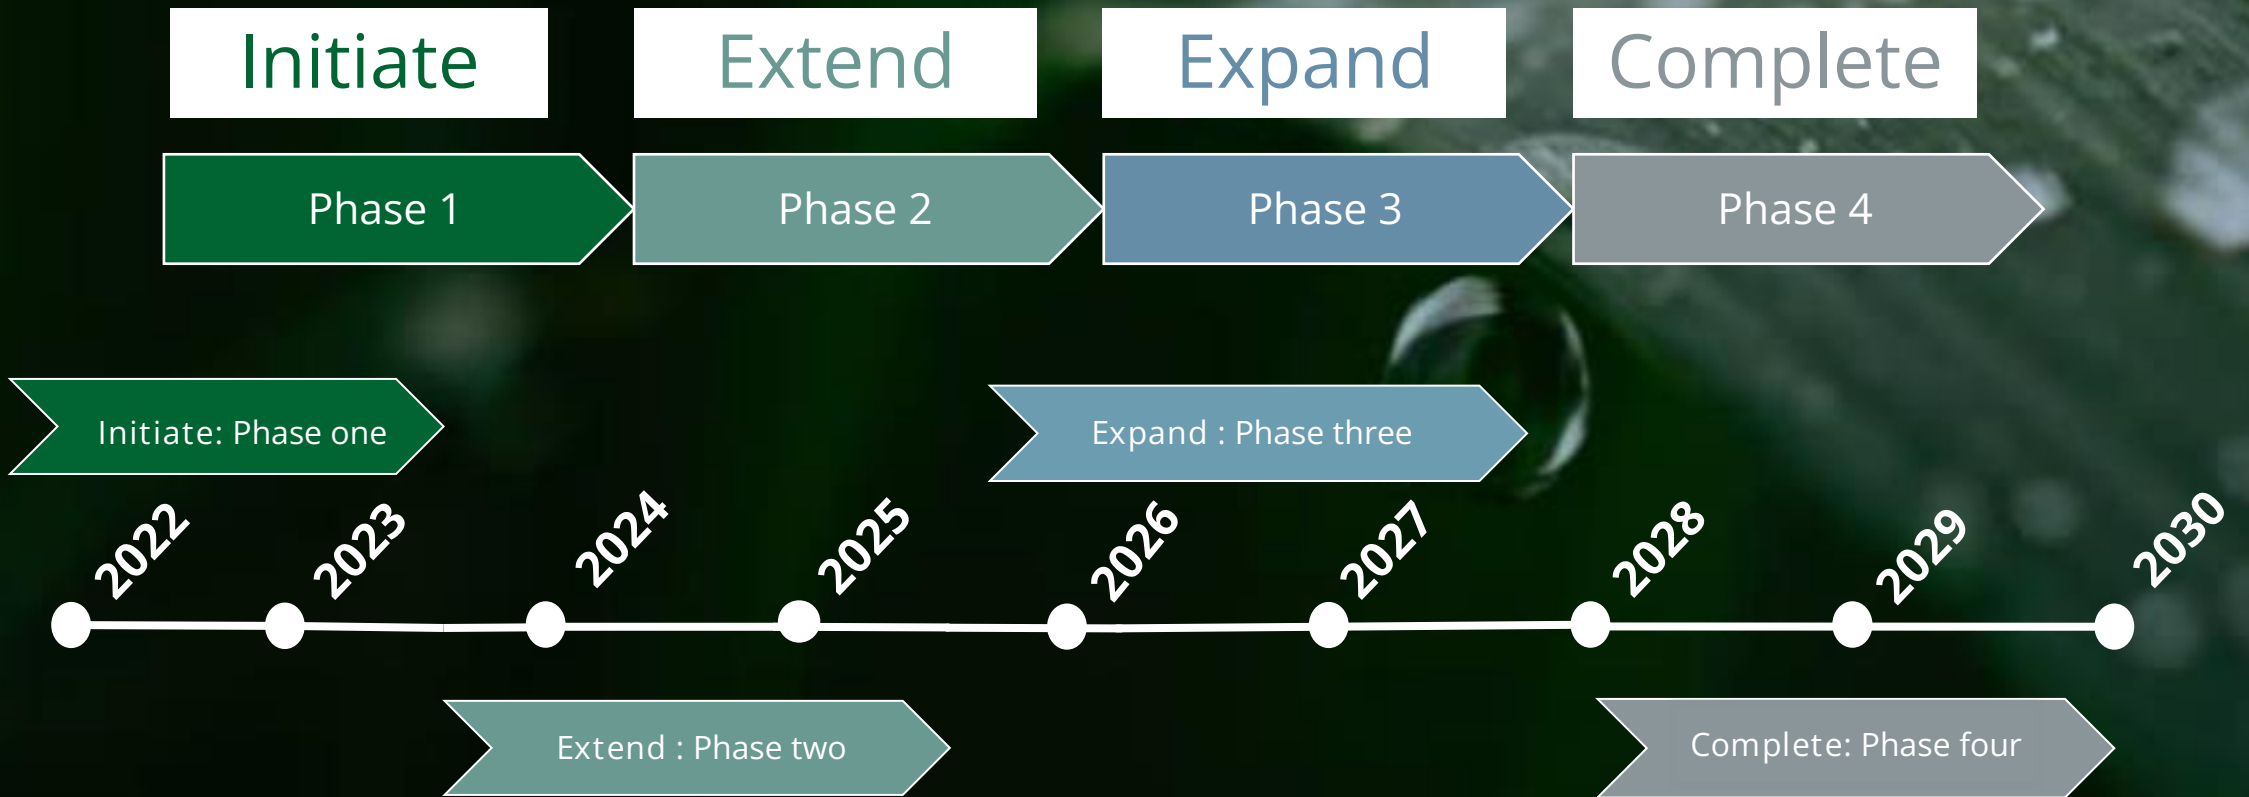 Initiate
Extend
Expand
Complete
Phase 1
Phase 2
Phase 3
Phase 4
Initiate: Phase one
Expand : Phase three
2022
2023
2024
2025
2026
2027
2028
2029
2030
Extend : Phase two
Complete: Phase four